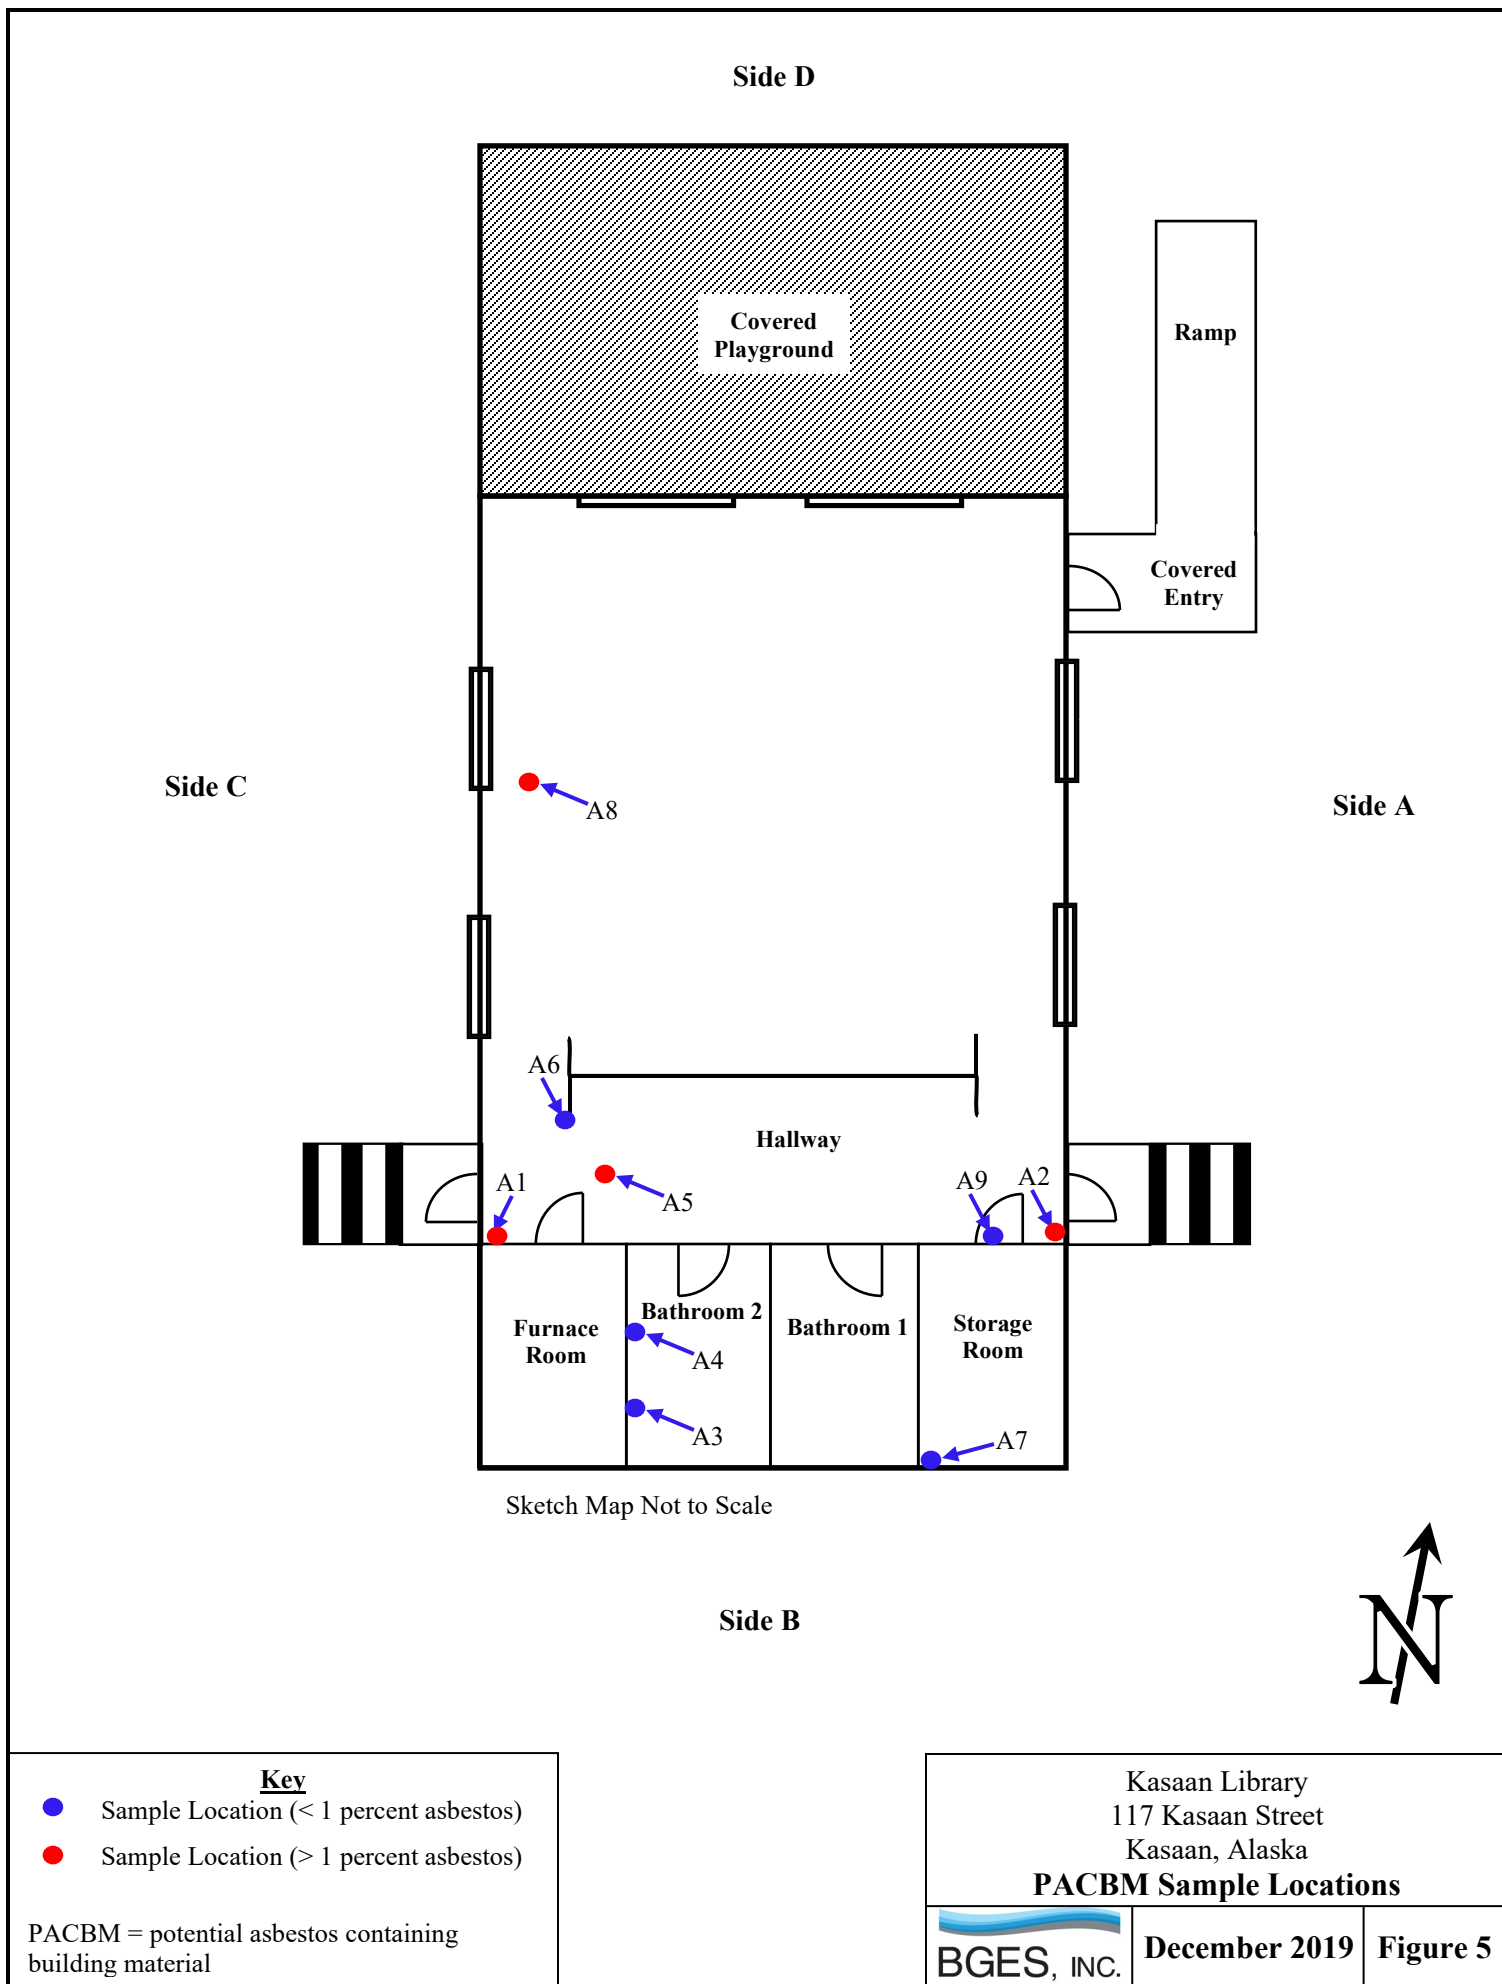 Side D
Covered
Playground
Ramp
Covered
Entry
Side C
Side A
A8
A6
Hallway
A1
A5
A9
A2
Furnace
Room
Bathroom 2
Bathroom 1
Storage
Room
A4
A3
A7
Sketch Map Not to Scale
Side B
N
Key
Sample Location (< 1 percent asbestos)
Sample Location (> 1 percent asbestos)
PACBM = potential asbestos containing
building material
Kasaan Library
117 Kasaan Street
Kasaan, Alaska
PACBM Sample Locations
BGES, INC.
December 2019
Figure 5